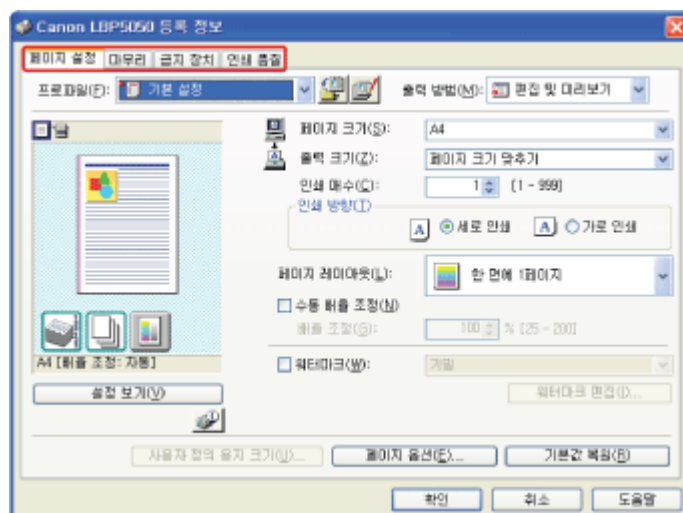 Canon LBP5050 등록 정보
페이지 설정 마무리 급지 장치 인쇄 품질
프로파일(F): 기본 설정 출력 방법(M): 편집 및 미리보기
페이지 크기(S): A4
출력 크기(Z): 페이지 크기 맞추기
인쇄 매수(C): 1 [1 - 999]
인쇄 방향(T)
A 세로 인쇄 A 가로 인쇄
페이지 레이아웃(L): 한 면에 1페이지
수동 배율 조정(N)
배율 조정(G): 100 % [25 - 200]
A4 [배율 조정: 자동]
워터마크(W): 기밀
설정 보기(V)
워터마크 편집(I)...
사용자 정의 용지 크기(U)... 페이지 옵션(E)... 기본값 복원(R)
확인 취소 도움말